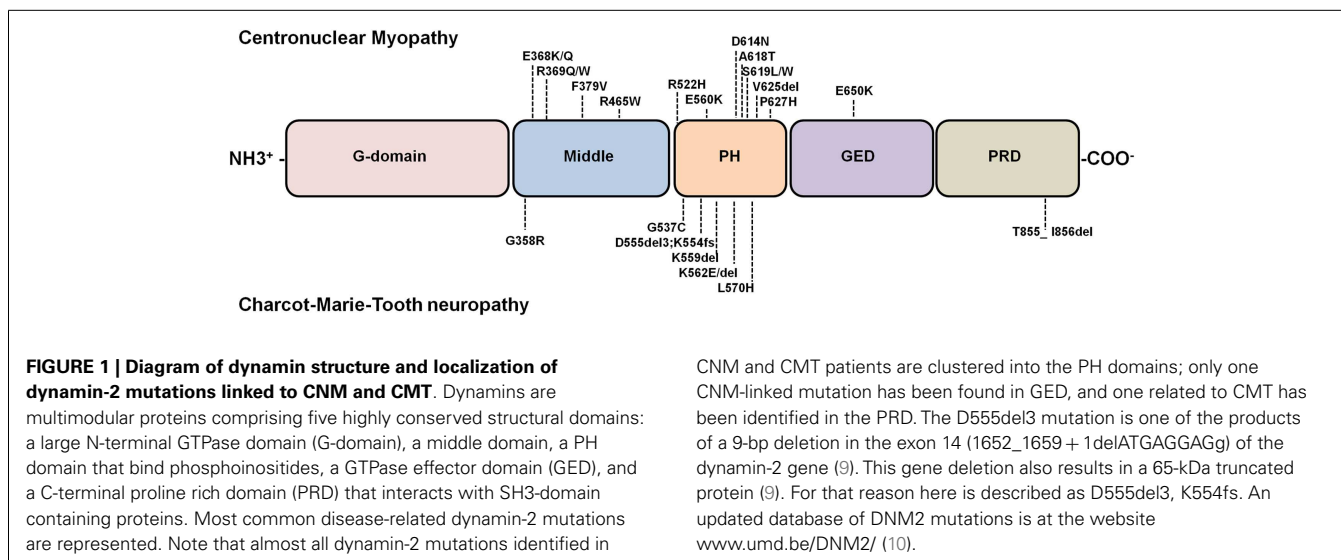 Centronuclear Myopathy
D614N
A618T
E368K/Q
S619L/W
R369Q/W
V625del
F379V
R522H
R465W
E560K
P627H
E650K
NH3⁺ -
G-domain
Middle
PH
GED
PRD
-COO⁻
G358R
G537C
D555del3;K554fs
K559del
K562E/del
L570H
T855_ I856del
Charcot-Marie-Tooth neuropathy
FIGURE 1 | Diagram of dynamin structure and localization of
dynamin-2 mutations linked to CNM and CMT. Dynamins are
multimodular proteins comprising five highly conserved structural domains:
a large N-terminal GTPase domain (G-domain), a middle domain, a PH
domain that bind phosphoinositides, a GTPase effector domain (GED), and
a C-terminal proline rich domain (PRD) that interacts with SH3-domain
containing proteins. Most common disease-related dynamin-2 mutations
are represented. Note that almost all dynamin-2 mutations identified in
CNM and CMT patients are clustered into the PH domains; only one
CNM-linked mutation has been found in GED, and one related to CMT has
been identified in the PRD. The D555del3 mutation is one of the products
of a 9-bp deletion in the exon 14 (1652_1659 + 1delATGAGGAGg) of the
dynamin-2 gene (9). This gene deletion also results in a 65-kDa truncated
protein (9). For that reason here is described as D555del3, K554fs. An
updated database of DNM2 mutations is at the website
www.umd.be/DNM2/ (10).